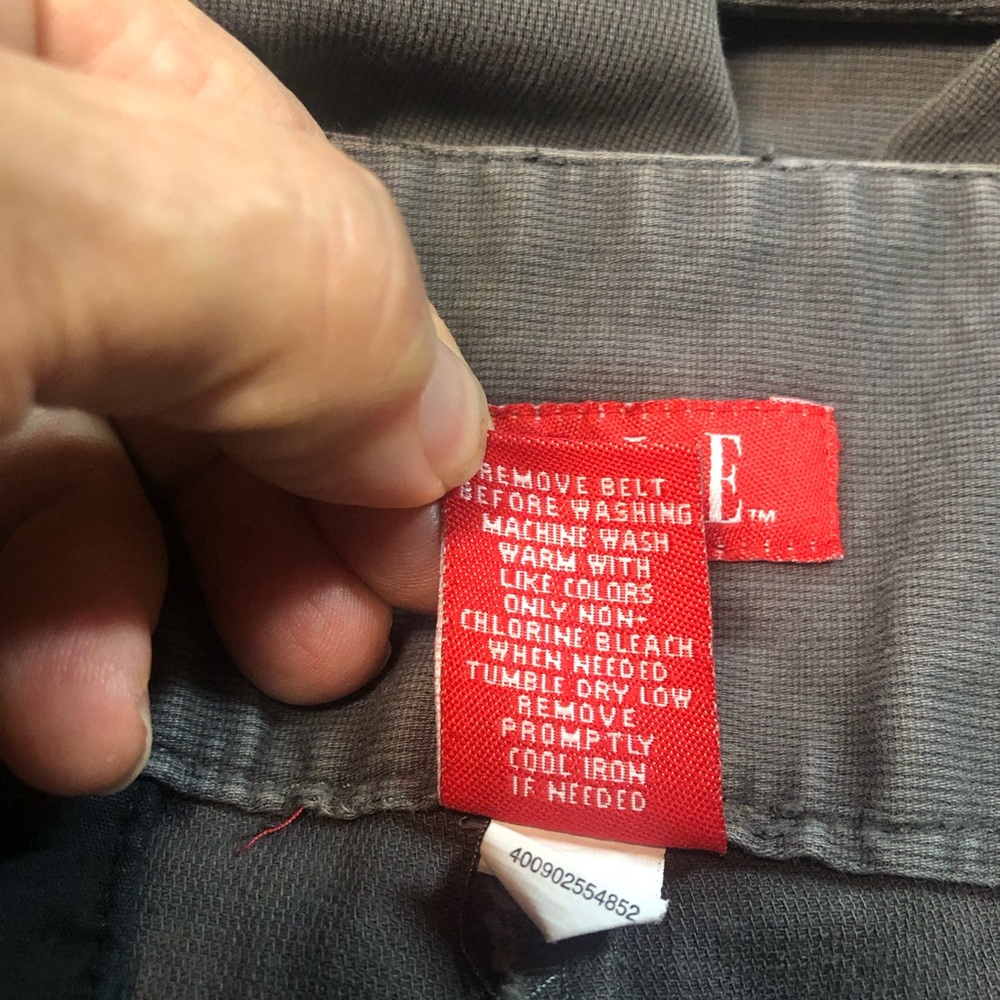 REMOVE BELT
BEFORE WASHING
MACHINE WASH
WARM WITH
LIKE COLORS
ONLY NON-
CHLORINE BLEACH
WHEN NEEDED
TUMBLE DRY LOW
REMOVE
PROMPTLY
COOL IRON
IF NEEDED
E™
400902554852